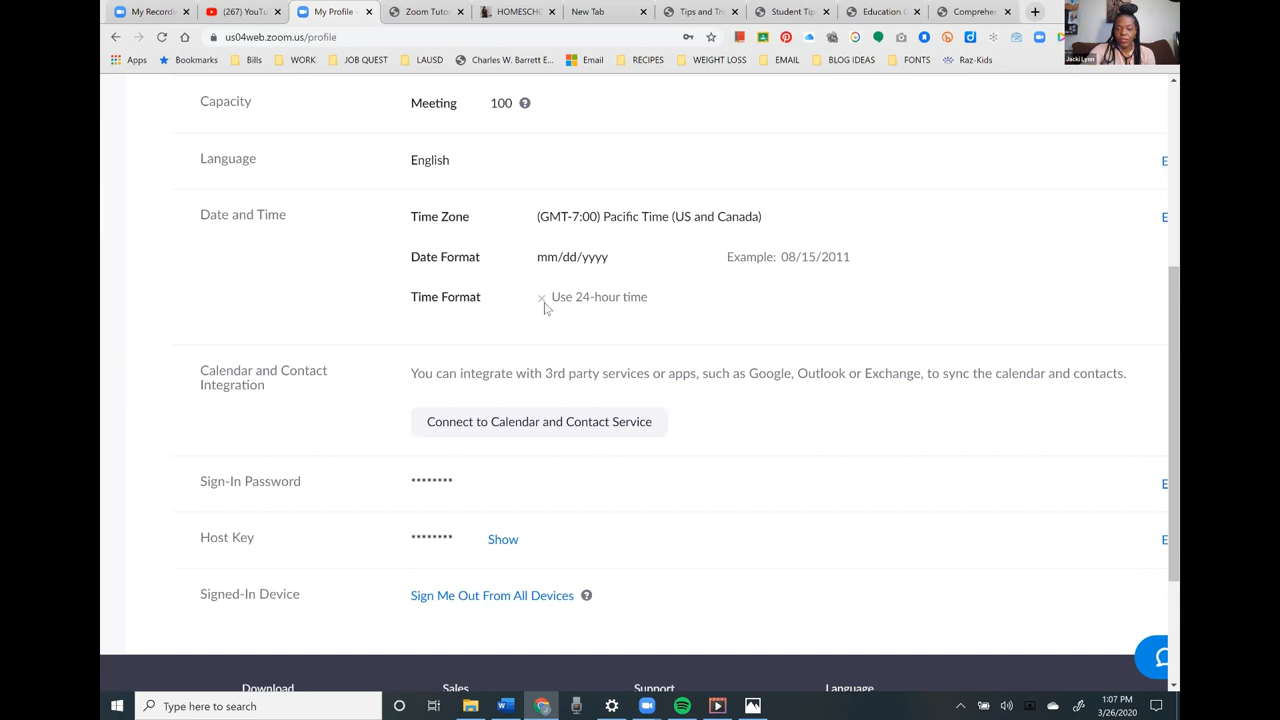 My Recordi
(267) YouTu
My Profile -
Zoom Tutor
HOMESCHO
New Tab
Tips and Tri
Student Tip
Education C
Comprehen
us04web.zoom.us/profile
Apps
Bookmarks
Bills
WORK
JOB QUEST
LAUSD
Charles W. Barrett E...
Email
RECIPES
WEIGHT LOSS
EMAIL
BLOG IDEAS
FONTS
Raz-Kids
Jacki Lynn
Capacity
Meeting 100
Language
English
E
Date and Time
Time Zone (GMT-7:00) Pacific Time (US and Canada)
E
Date Format mm/dd/yyyy Example: 08/15/2011
Time Format × Use 24-hour time
Calendar and Contact
Integration
You can integrate with 3rd party services or apps, such as Google, Outlook or Exchange, to sync the calendar and contacts.
Connect to Calendar and Contact Service
Sign-In Password
********
E
Host Key
******** Show
E
Signed-In Device
Sign Me Out From All Devices
Download
Sales
Support
Language
Type here to search
1:07 PM
3/26/2020